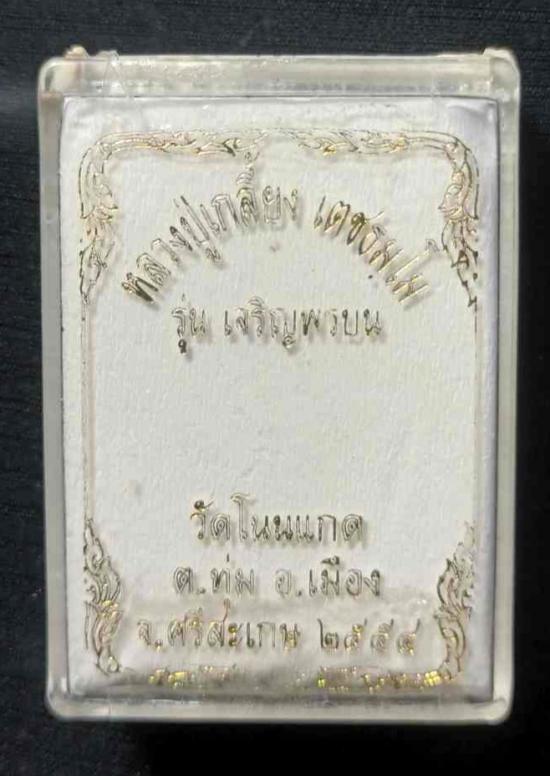 หลวงปู่เกลี้ยง เตชธมฺโม
รุ่น เจริญพรบน
วัดโนนแกด
ต.ทุ่ม อ.เมือง
จ.ศรีสะเกษ ๒๕๕๔